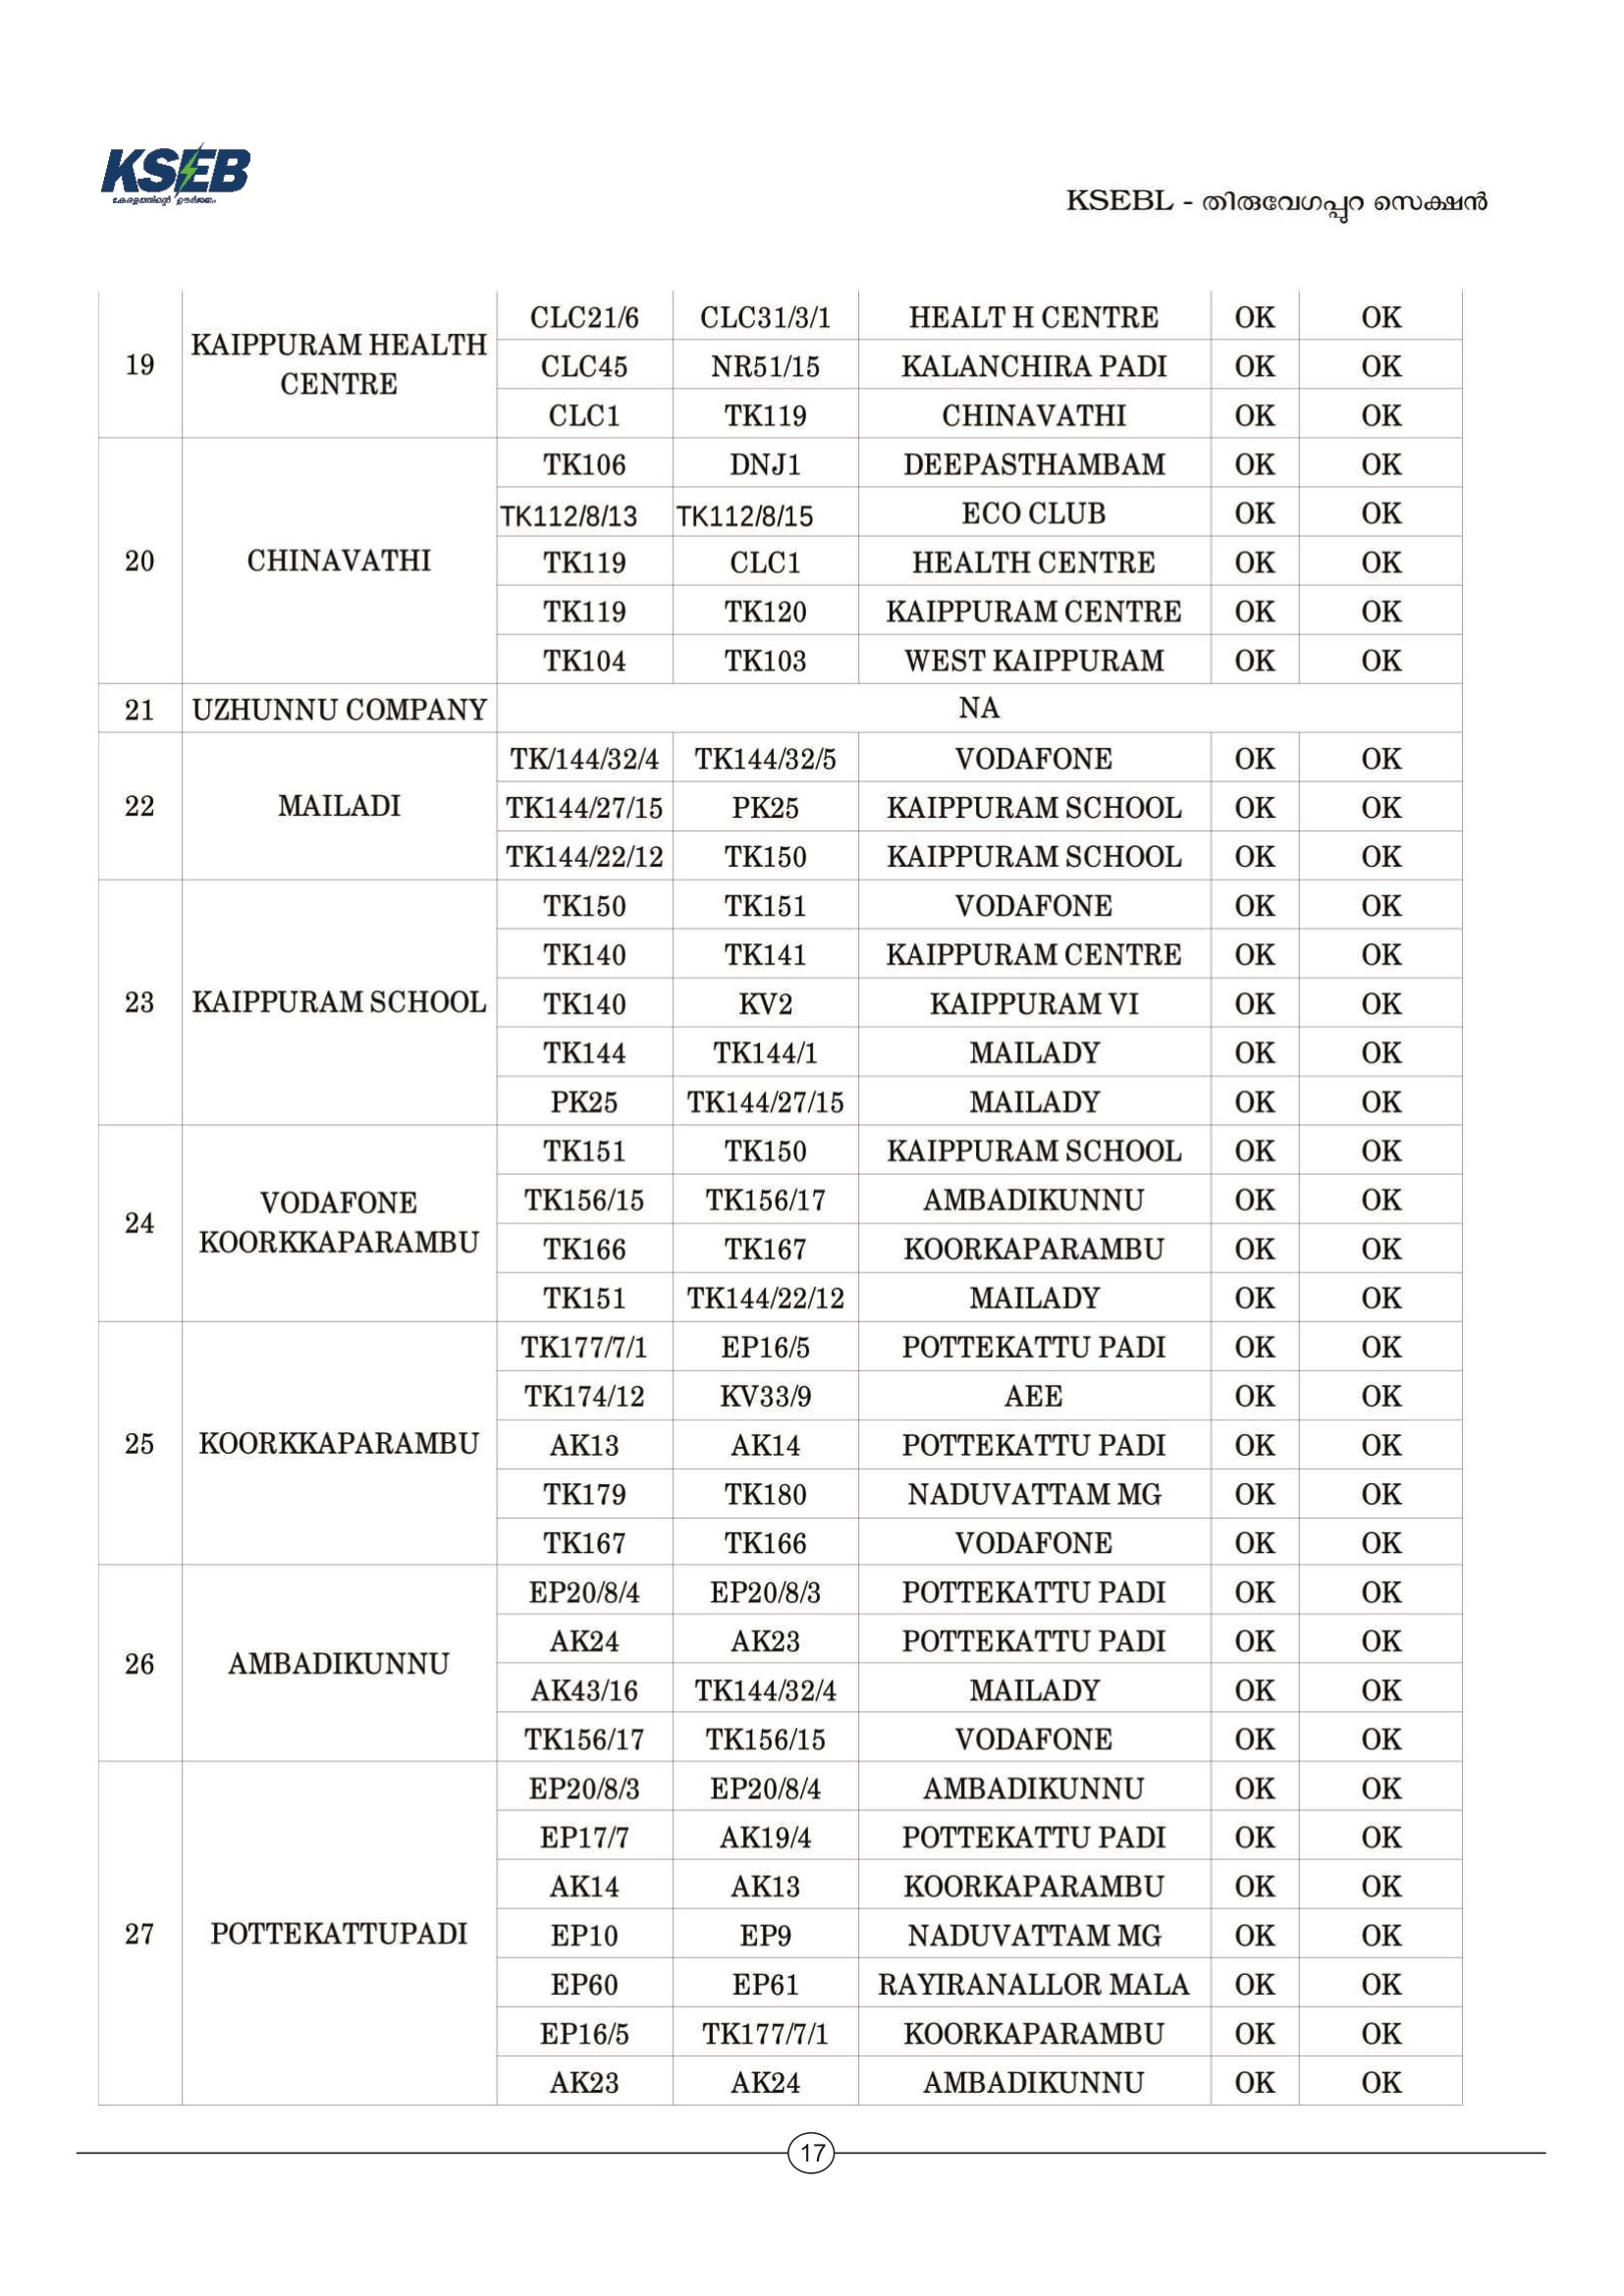 KSEB
കേരളത്തിന്റെ ഊർജ്ജം
KSEBL - തിരുവേഗപ്പുറ സെക്ഷൻ
19 KAIPPURAM HEALTH CENTRE CLC21/6 CLC31/3/1 HEALT H CENTRE OK OK
CLC45 NR51/15 KALANCHIRA PADI OK OK
CLC1 TK119 CHINAVATHI OK OK
20 CHINAVATHI TK106 DNJ1 DEEPASTHAMBAM OK OK
TK112/8/13 TK112/8/15 ECO CLUB OK OK
TK119 CLC1 HEALTH CENTRE OK OK
TK119 TK120 KAIPPURAM CENTRE OK OK
TK104 TK103 WEST KAIPPURAM OK OK
21 UZHUNNU COMPANY NA
22 MAILADI TK/144/32/4 TK144/32/5 VODAFONE OK OK
TK144/27/15 PK25 KAIPPURAM SCHOOL OK OK
TK144/22/12 TK150 KAIPPURAM SCHOOL OK OK
23 KAIPPURAM SCHOOL TK150 TK151 VODAFONE OK OK
TK140 TK141 KAIPPURAM CENTRE OK OK
TK140 KV2 KAIPPURAM VI OK OK
TK144 TK144/1 MAILADY OK OK
PK25 TK144/27/15 MAILADY OK OK
24 VODAFONE KOORKKAPARAMBU TK151 TK150 KAIPPURAM SCHOOL OK OK
TK156/15 TK156/17 AMBADIKUNNU OK OK
TK166 TK167 KOORKAPARAMBU OK OK
TK151 TK144/22/12 MAILADY OK OK
25 KOORKKAPARAMBU TK177/7/1 EP16/5 POTTEKATTU PADI OK OK
TK174/12 KV33/9 AEE OK OK
AK13 AK14 POTTEKATTU PADI OK OK
TK179 TK180 NADUVATTAM MG OK OK
TK167 TK166 VODAFONE OK OK
26 AMBADIKUNNU EP20/8/4 EP20/8/3 POTTEKATTU PADI OK OK
AK24 AK23 POTTEKATTU PADI OK OK
AK43/16 TK144/32/4 MAILADY OK OK
TK156/17 TK156/15 VODAFONE OK OK
27 POTTEKATTUPADI EP20/8/3 EP20/8/4 AMBADIKUNNU OK OK
EP17/7 AK19/4 POTTEKATTU PADI OK OK
AK14 AK13 KOORKAPARAMBU OK OK
EP10 EP9 NADUVATTAM MG OK OK
EP60 EP61 RAYIRANALLOR MALA OK OK
EP16/5 TK177/7/1 KOORKAPARAMBU OK OK
AK23 AK24 AMBADIKUNNU OK OK
17